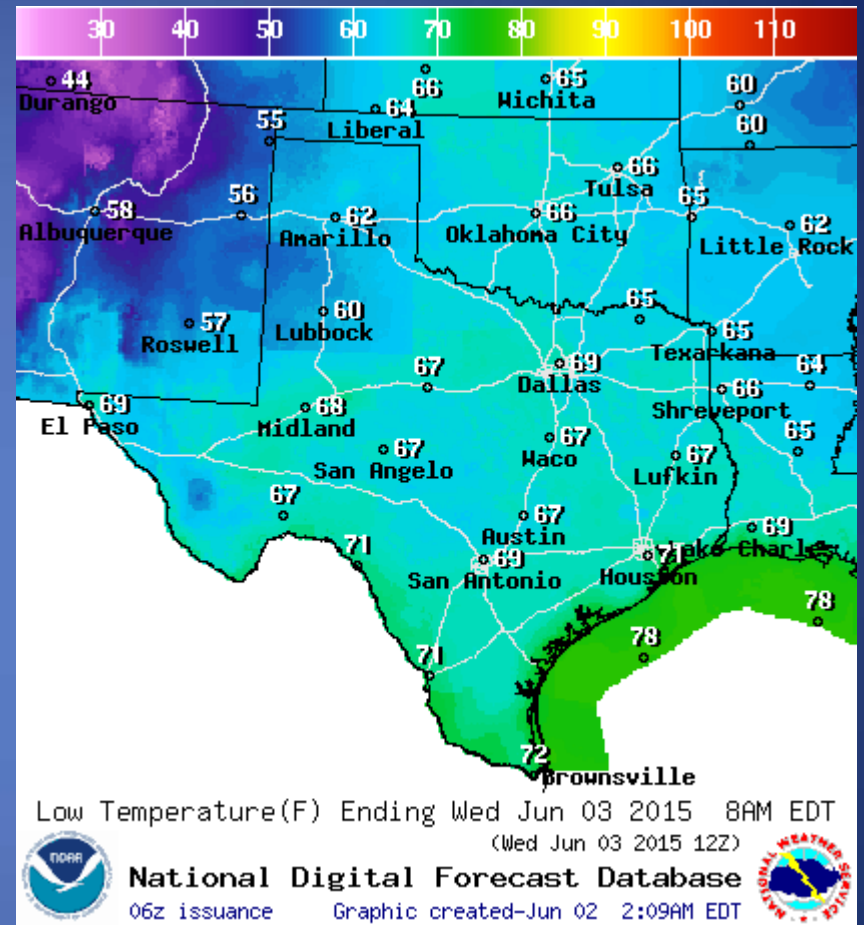 30 40 50 60 70 80 90 100 110
44
Durango
66
65
Wichita
60
64
Liberal
55
60
66
Tulsa
58
Albuquerque
56
62
Amarillo
66
Oklahoma City
65
62
Little Rock
57
Roswell
60
Lubbock
65
65
Texarkana
69
Dallas
67
64
66
Shreveport
69
El Paso
68
Midland
67
San Angelo
67
Waco
67
Lufkin
65
67
67
Austin
69
Lake Charles
71
69
San Antonio
71
Houston
78
78
71
72
Brownsville
Low Temperature(F) Ending Wed Jun 03 2015 8AM EDT
(Wed Jun 03 2015 12Z)
NOAA
National Digital Forecast Database
06z issuance Graphic created-Jun 02 2:09AM EDT
NATIONAL WEATHER SERVICE